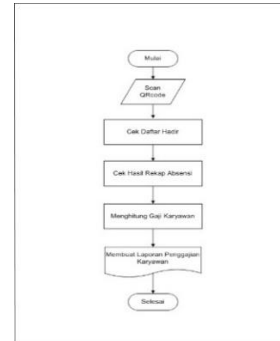 Mulai
Scan
QRcode
Cek Daftar Hadir
Cek Hasil Rekap Absensi
Menghitung Gaji Karyawan
Membuat Laporan Penggajian
Karyawan
Selesai